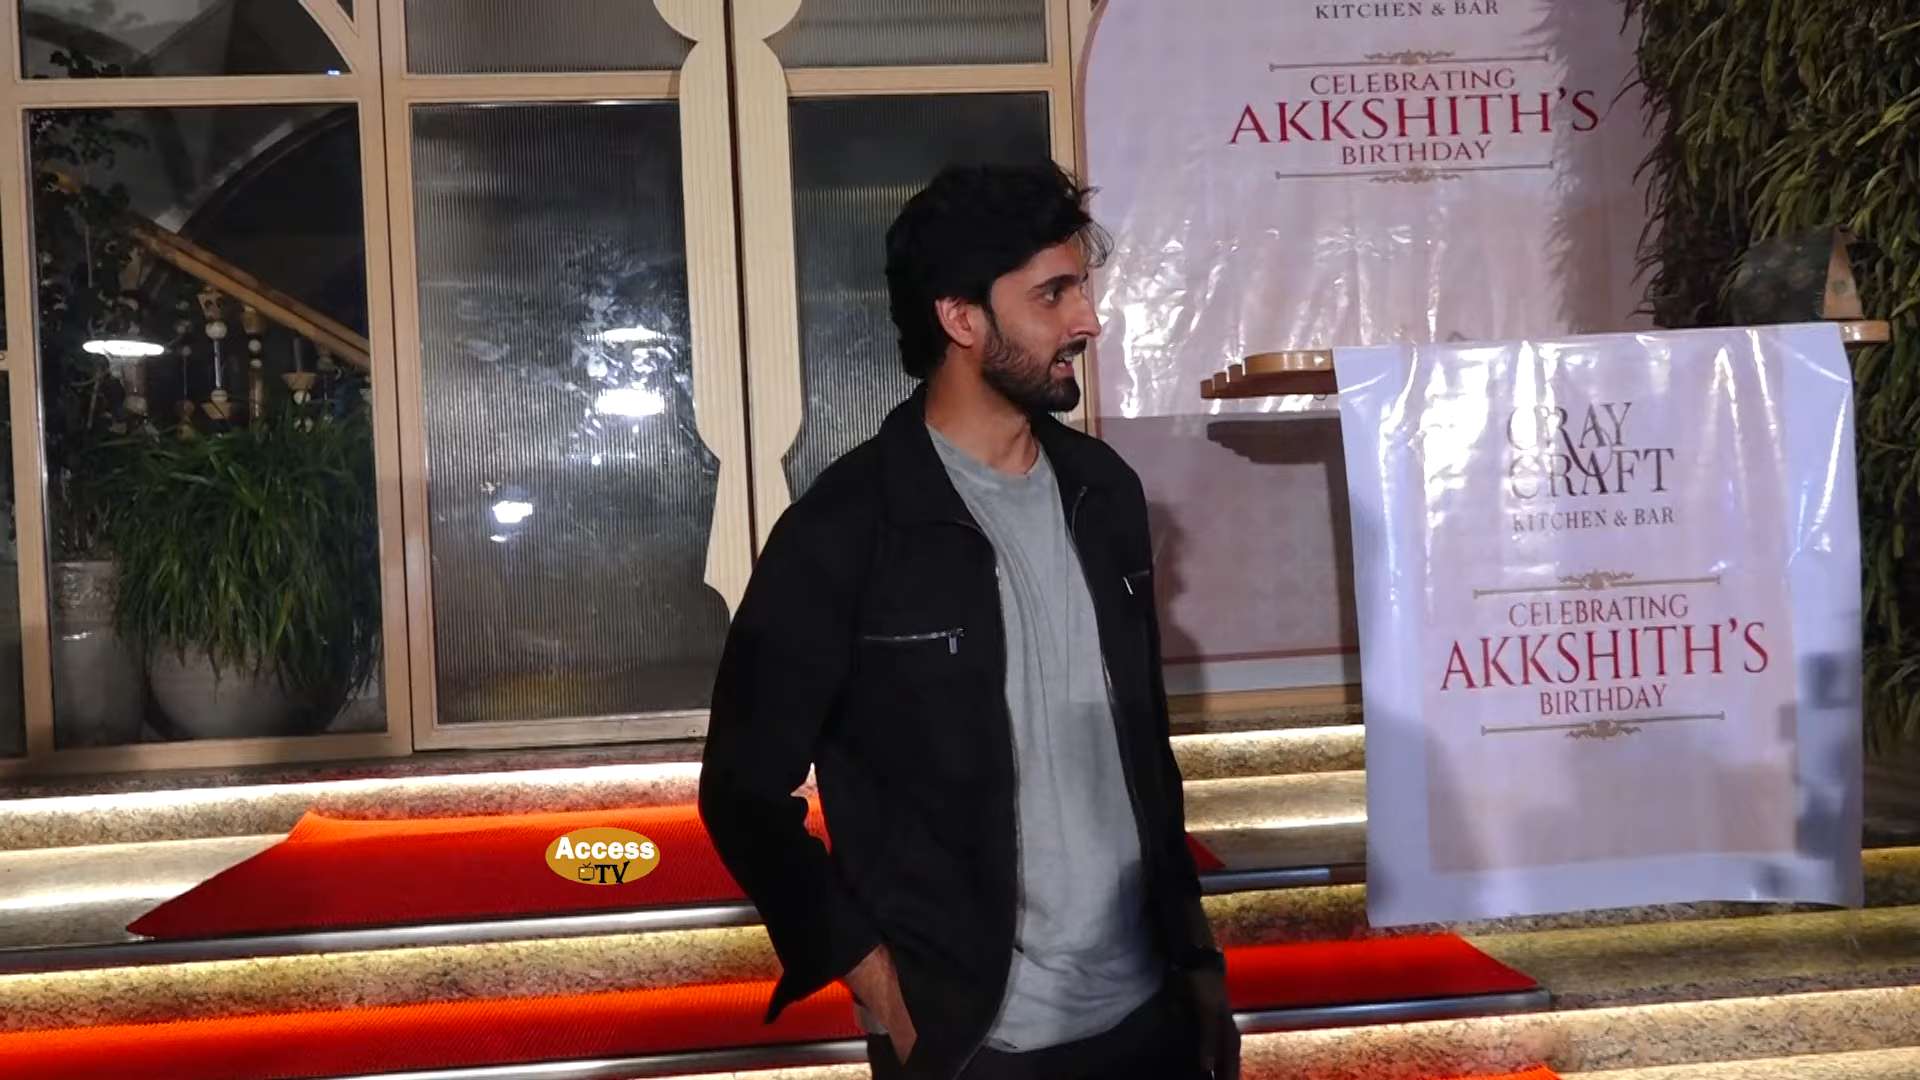 KITCHEN & BAR
CELEBRATING
AKKSHITH'S
BIRTHDAY
CRAY
CRAFT
KITCHEN & BAR
CELEBRATING
AKKSHITH'S
BIRTHDAY
Access
TV